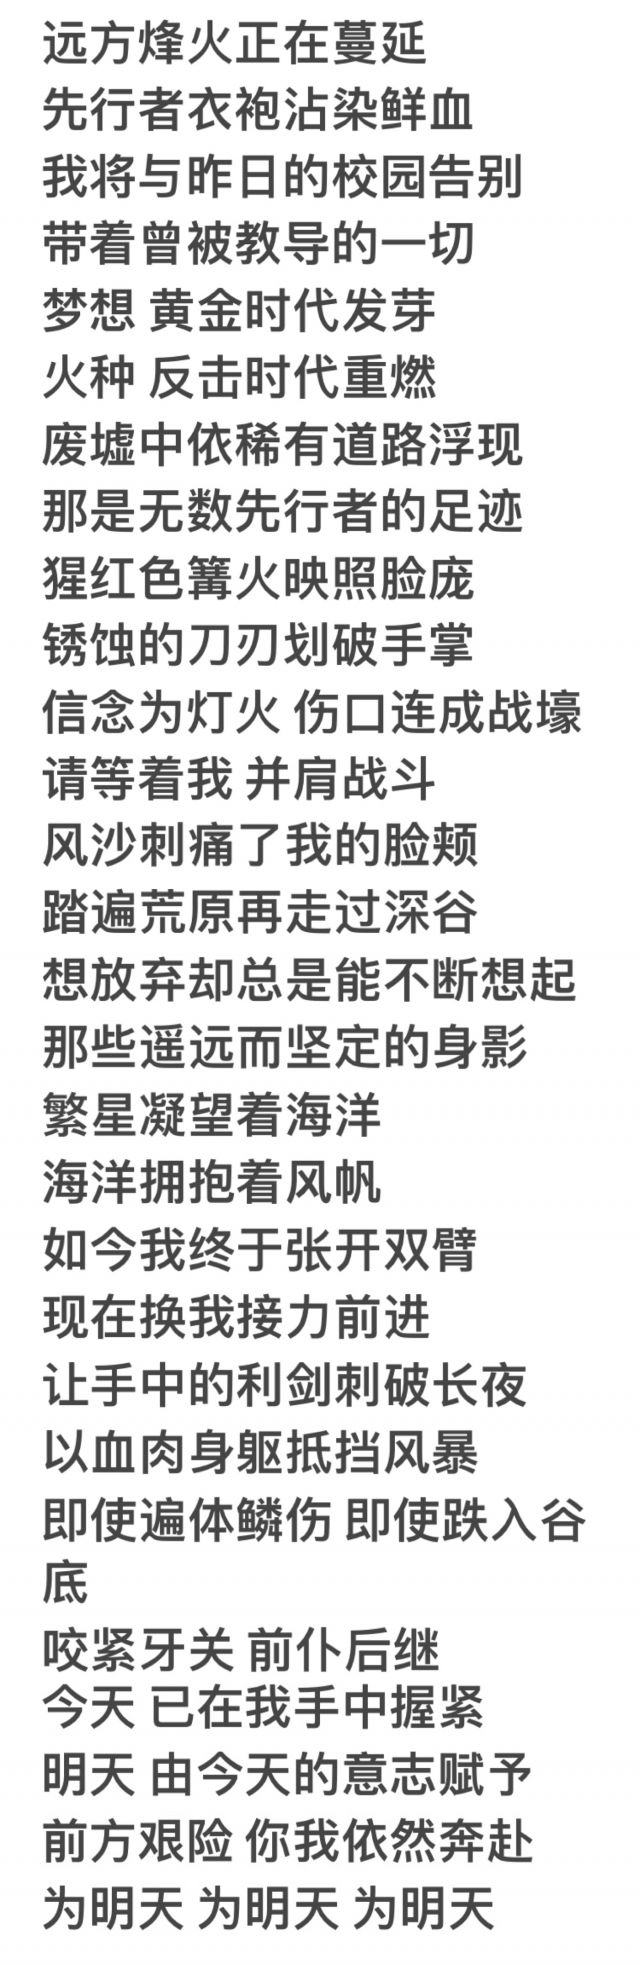 远方烽火正在蔓延
先行者衣袍沾染鲜血
我将与昨日的校园告别
带着曾被教导的一切
梦想 黄金时代发芽
火种 反击时代重燃
废墟中依稀有道路浮现
那是无数先行者的足迹
猩红色篝火映照脸庞
锈蚀的刀刃划破手掌
信念为灯火 伤口连成战壕
请等着我 并肩战斗
风沙刺痛了我的脸颊
踏遍荒原再走过深谷
想放弃却总是能不断想起
那些遥远而坚定的身影
繁星凝望着海洋
海洋拥抱着风帆
如今我终于张开双臂
现在换我接力前进
让手中的利剑刺破长夜
以血肉身躯抵挡风暴
即使遍体鳞伤 即使跌入谷
底
咬紧牙关 前仆后继
今天 已在我手中握紧
明天 由今天的意志赋予
前方艰险 你我依然奔赴
为明天 为明天 为明天